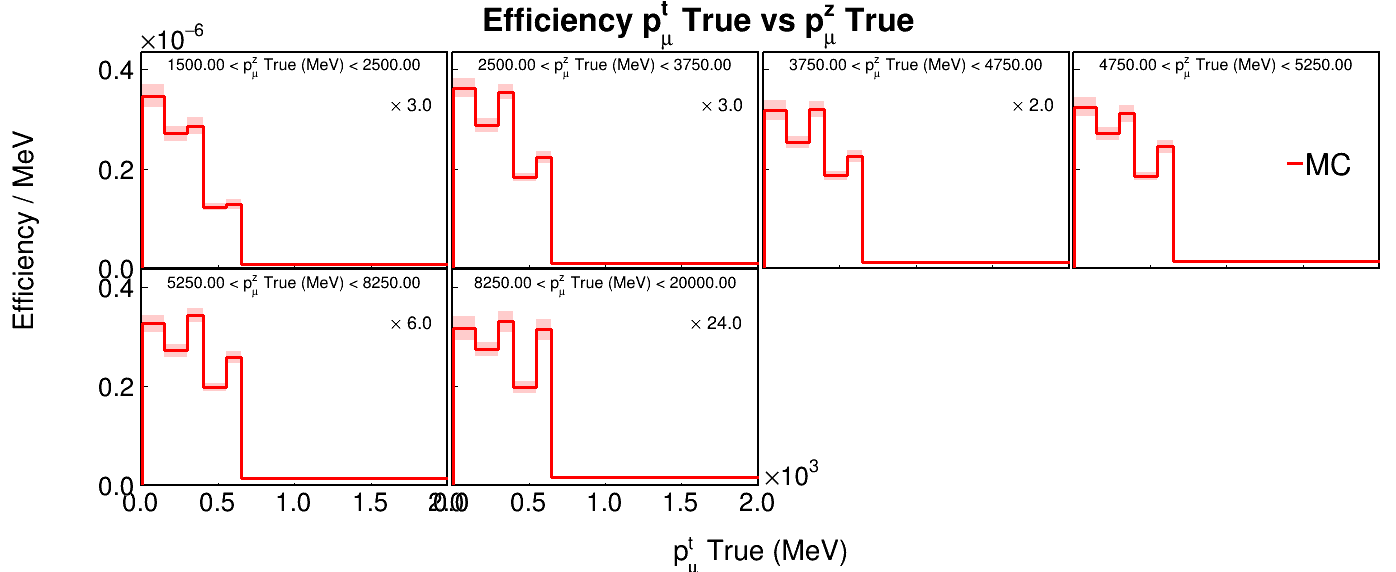 Efficiency p^t_μ True vs p^z_μ True
×10^−6
1500.00 < p^z_μ True (MeV) < 2500.00
2500.00 < p^z_μ True (MeV) < 3750.00
3750.00 < p^z_μ True (MeV) < 4750.00
4750.00 < p^z_μ True (MeV) < 5250.00
0.4
× 3.0
× 3.0
× 2.0
MC
0.2
0.0
Efficiency / MeV
5250.00 < p^z_μ True (MeV) < 8250.00
8250.00 < p^z_μ True (MeV) < 20000.00
0.4
× 6.0
× 24.0
0.2
0.0
0.0 0.5 1.0 1.5 2.0
0.0 0.5 1.0 1.5 2.0
×10^3
p^t_μ True (MeV)